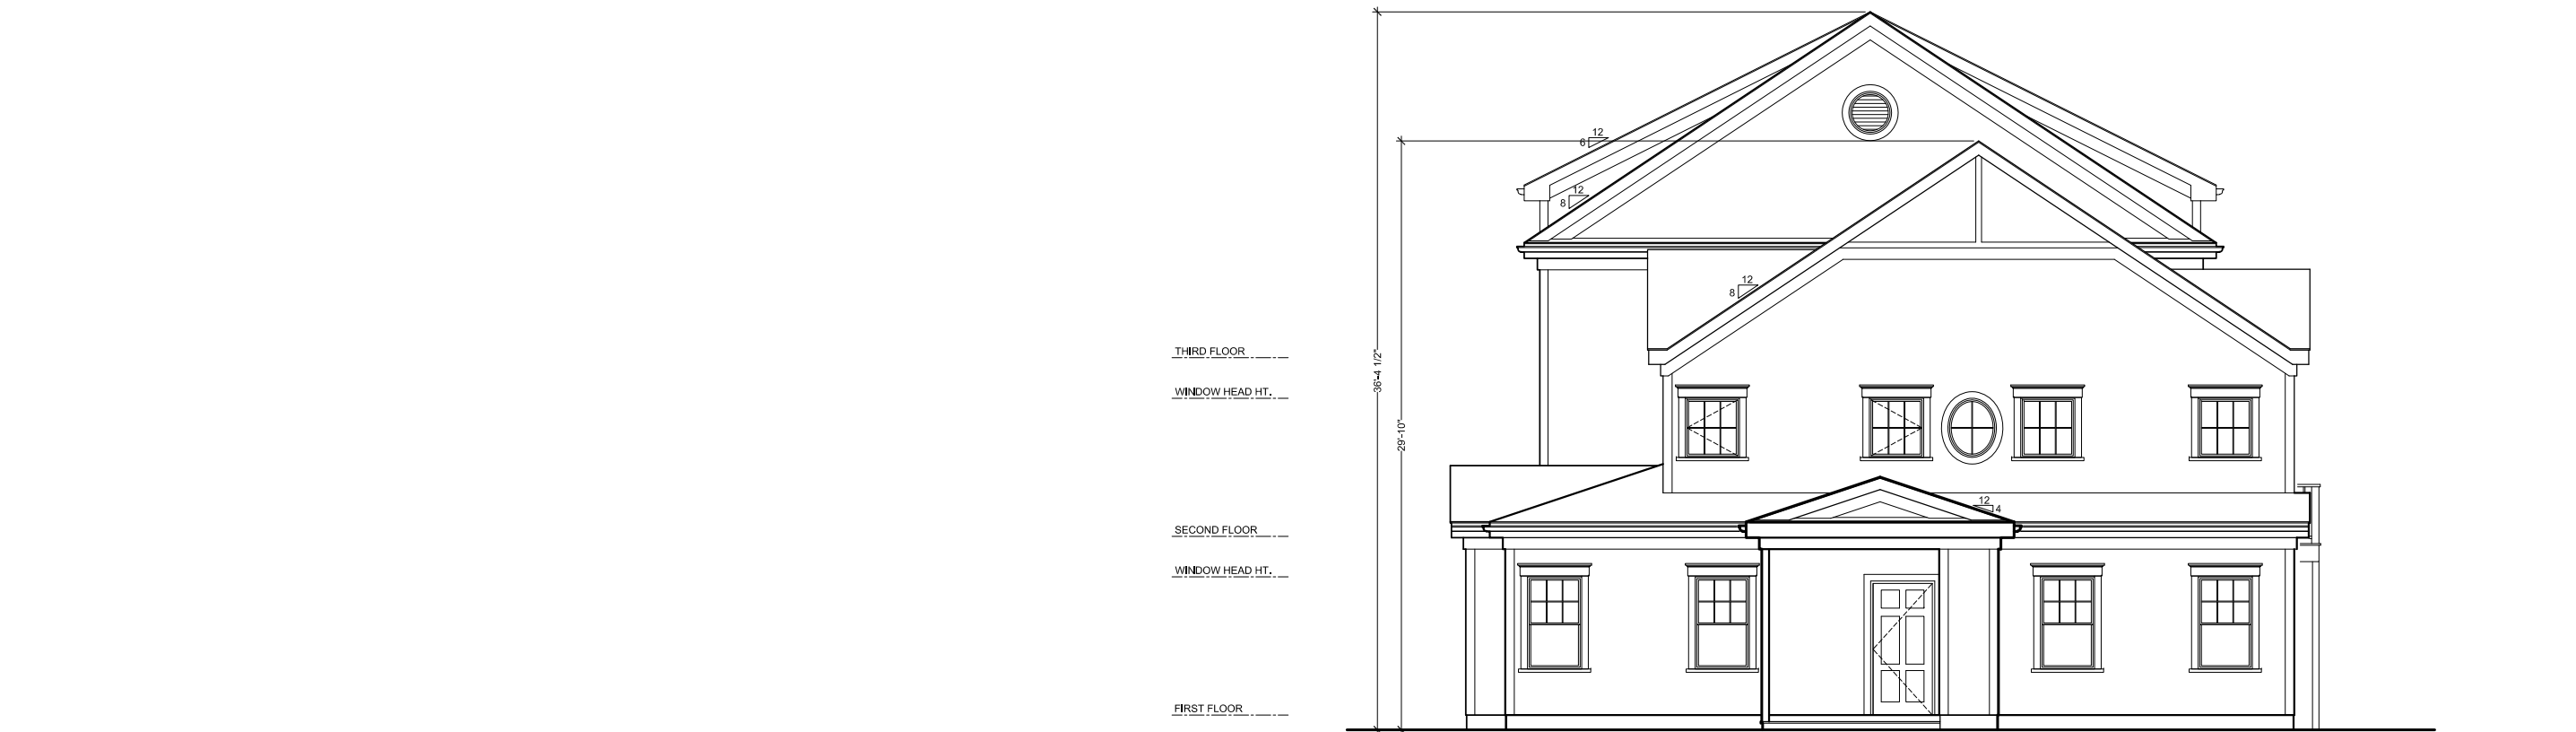 12
6
12
8
12
8
THIRD FLOOR
36'-4 1/2"
WINDOW HEAD HT.
29'-10"
12
4
SECOND FLOOR
WINDOW HEAD HT.
FIRST FLOOR